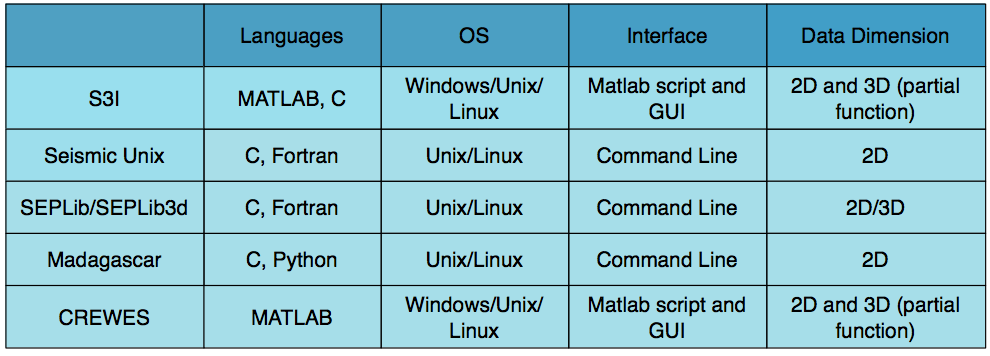 Languages OS Interface Data Dimension
S3I MATLAB, C Windows/Unix/ Matlab script and 2D and 3D (partial
Linux GUI function)
Seismic Unix C, Fortran Unix/Linux Command Line 2D
SEPLib/SEPLib3d C, Fortran Unix/Linux Command Line 2D/3D
Madagascar C, Python Unix/Linux Command Line 2D
CREWES MATLAB Windows/Unix/ Matlab script and 2D and 3D (partial
Linux GUI function)